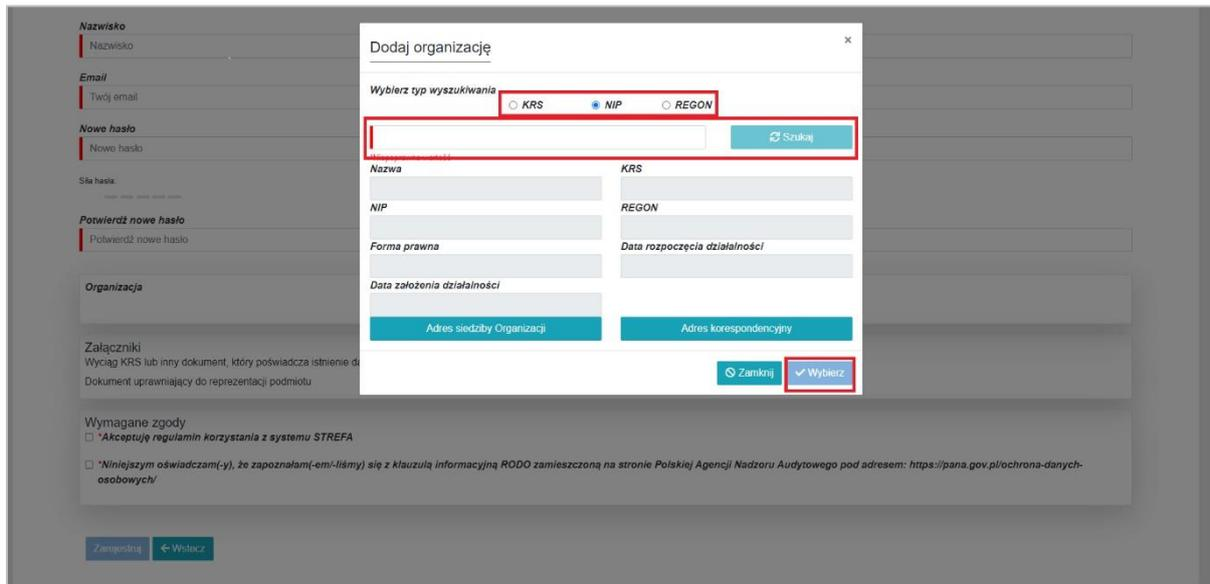 Nazwisko
Nazwisko
Email
Twój email
Nowe hasło
Nowe hasło
Siła hasła:
Potwierdź nowe hasło
Potwierdź nowe hasło
Organizacja
Załączniki
Wyciąg KRS lub inny dokument, który poświadcza istnienie
Dokument uprawniający do reprezentacji podmiotu
Wymagane zgody
*Akceptuję regulamin korzystania z systemu STREFA
*Niniejszym oświadczam(-y), że zapoznałam(-em/-liśmy) się z klauzulą informacyjną RODO zamieszczoną na stronie Polskiej Agencji Nadzoru Audytowego pod adresem: https://pana.gov.pl/ochrona-danych-
osobowych/
Zarejestruj Wstecz
Dodaj organizację ×
Wybierz typ wyszukiwania
KRS NIP REGON
Szukaj
Niepoprawna wartość
Nazwa KRS
NIP REGON
Forma prawna Data rozpoczęcia działalności
Data założenia działalności
Adres siedziby Organizacji Adres korespondencyjny
Zamknij Wybierz